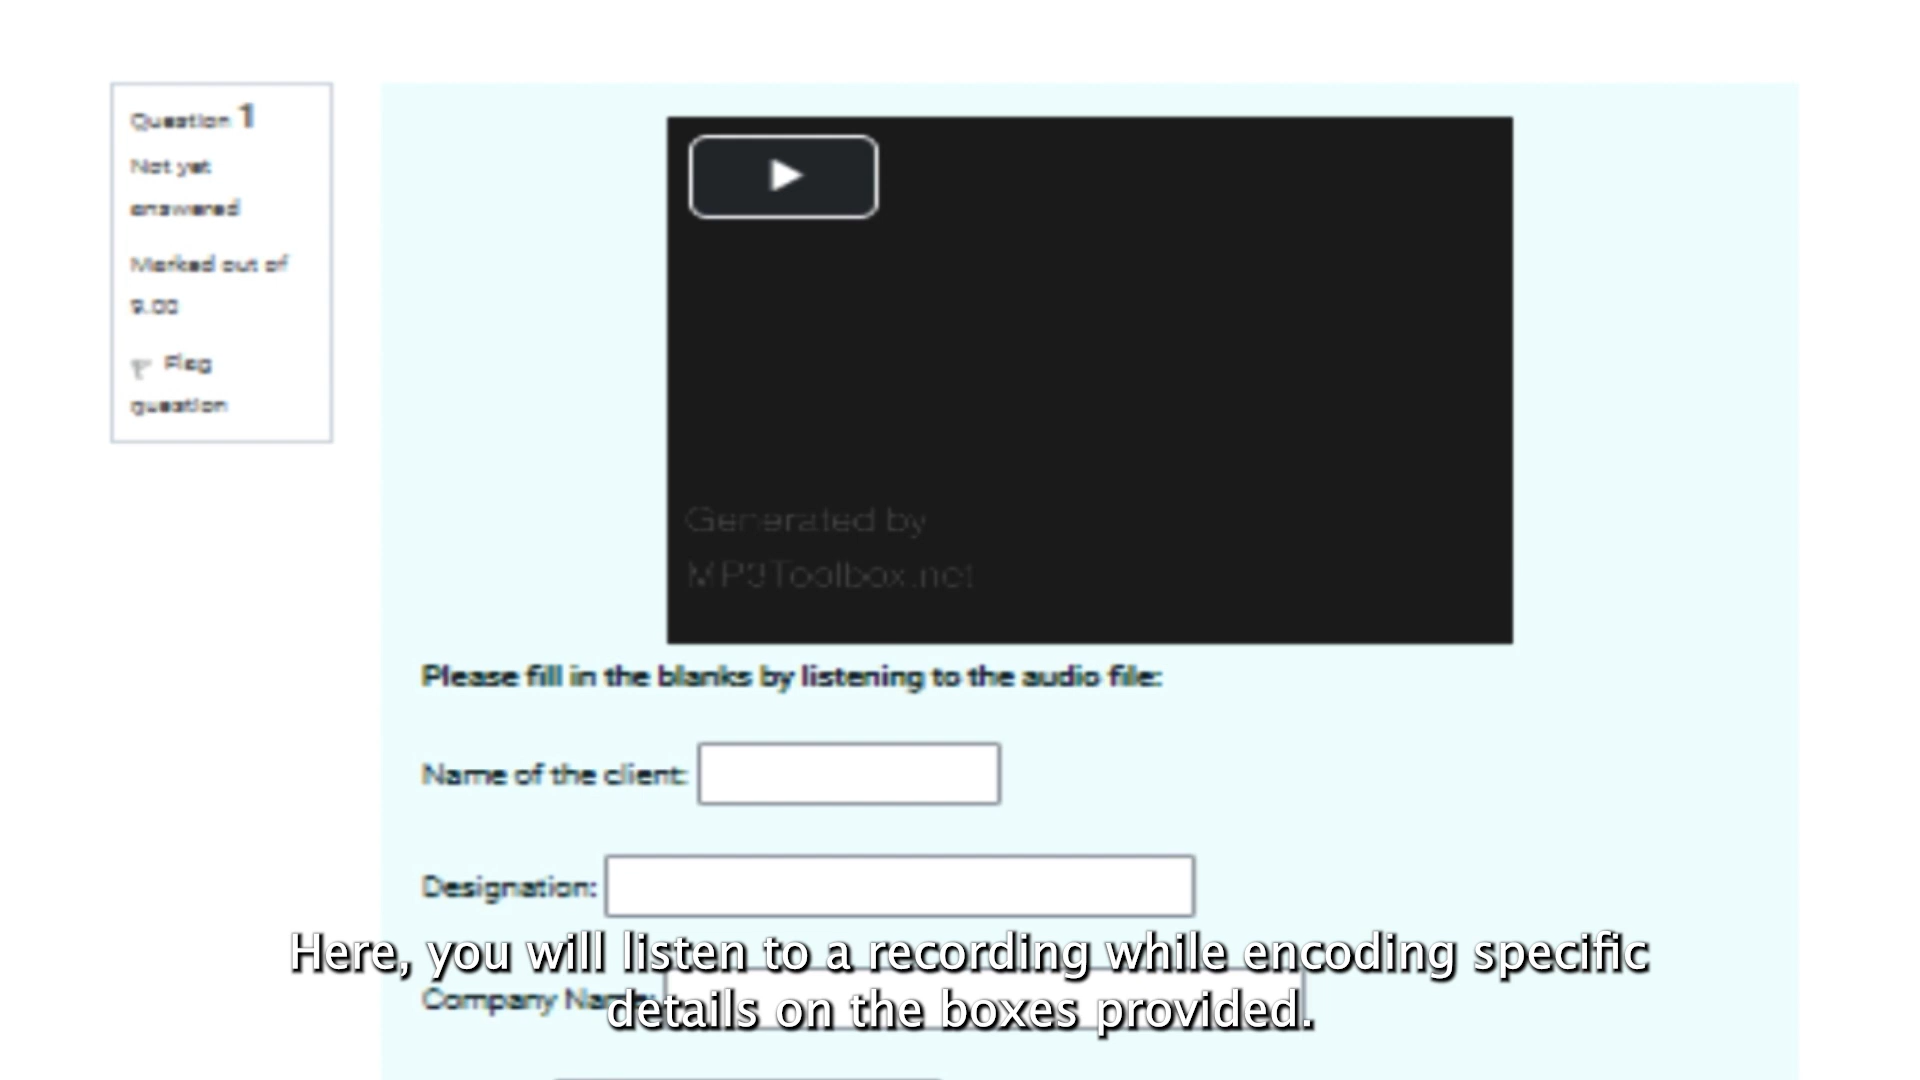 Question 1
Not yet
answered
Marked out of
9.00
Flag
question
Generated by
MP3Toolbox.net
Please fill in the blanks by listening to the audio file:
Name of the client:
Designation:
Company Name:
Here, you will listen to a recording while encoding specific
details on the boxes provided.